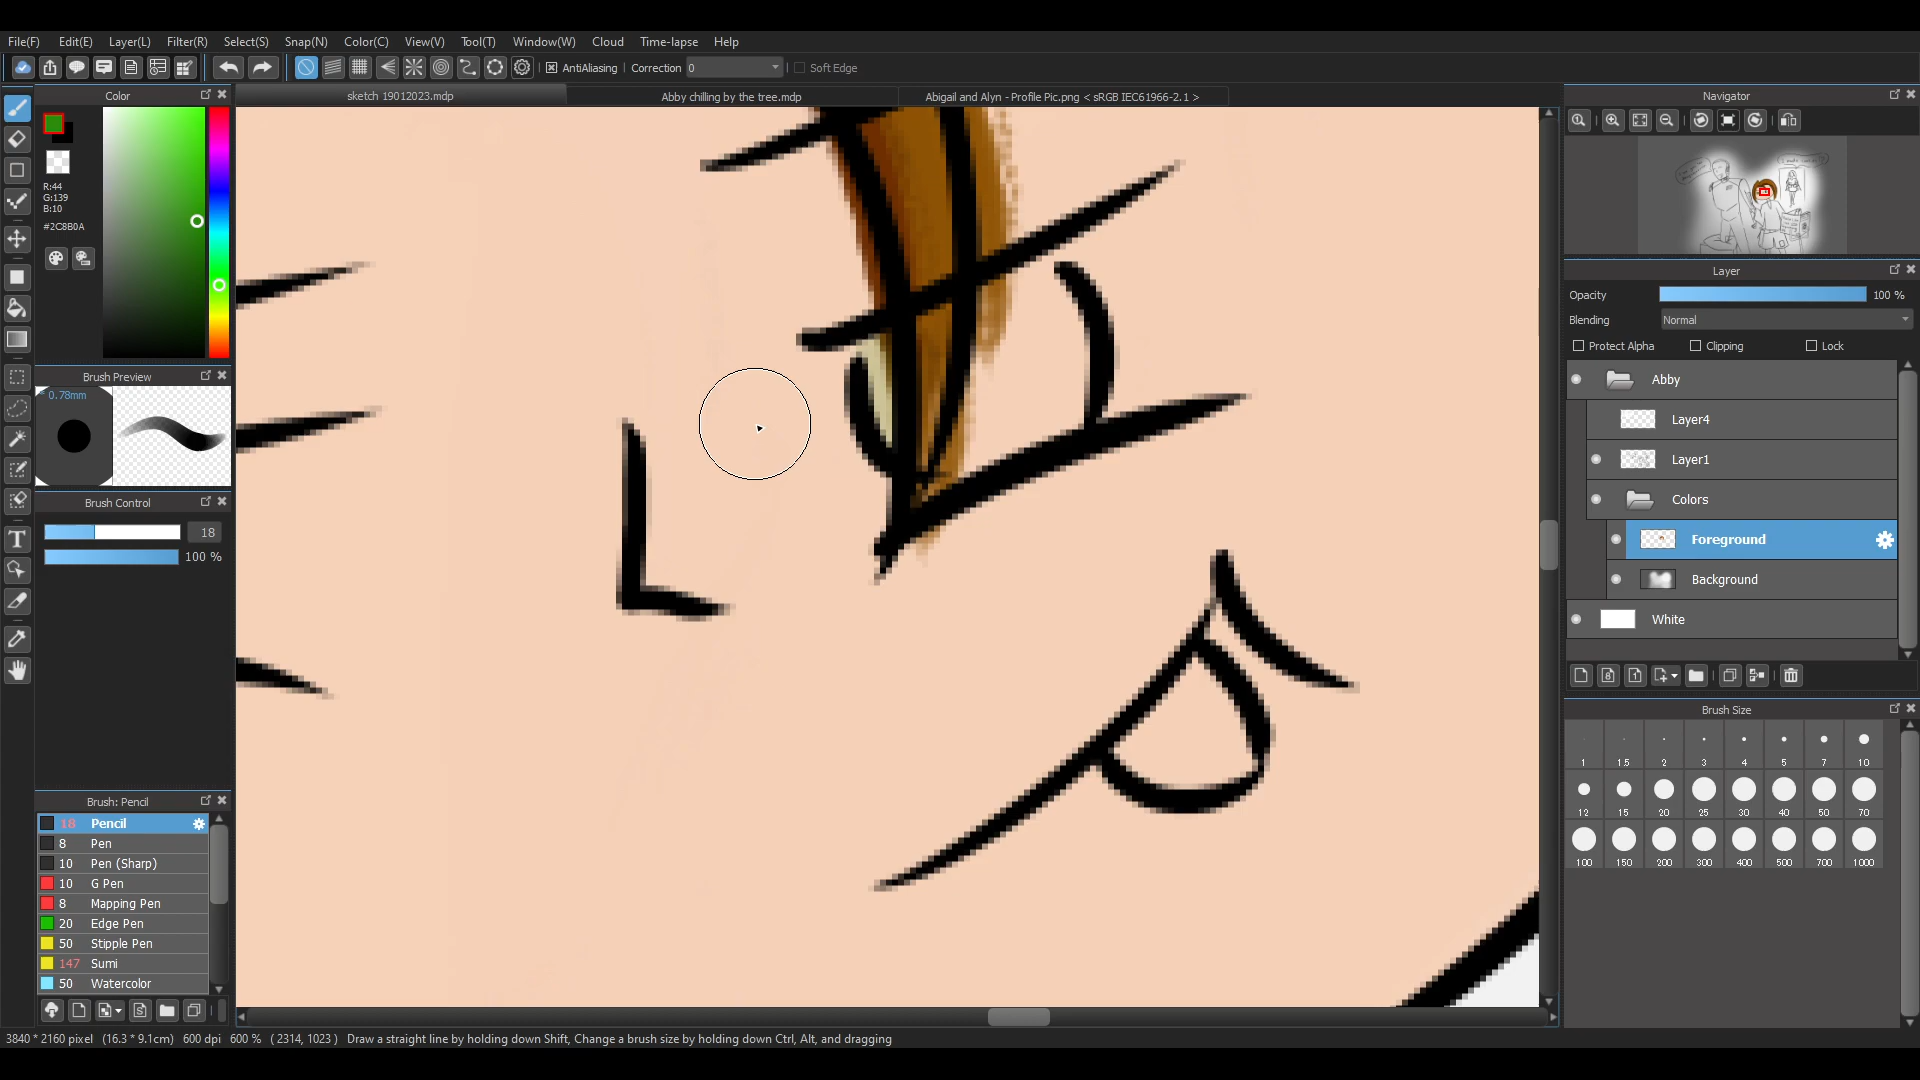 File(F) Edit(E) Layer(L) Filter(R) Select(S) Snap(N) Color(C) View(V) Tool(T) Window(W) Cloud Time-lapse Help
AntiAliasing Correction 0 Soft Edge
Color
sketch 19012023.mdp
Abby chilling by the tree.mdp
Abigail and Alyn - Profile Pic.png < sRGB IEC61966-2.1 >
Navigator
R:44
G:139
B:10
#2C8B0A
Brush Preview
0.78mm
Brush Control
18
100 %
Brush: Pencil
18 Pencil
8 Pen
10 Pen (Sharp)
10 G Pen
8 Mapping Pen
20 Edge Pen
50 Stipple Pen
147 Sumi
50 Watercolor
Layer
Opacity 100 %
Blending Normal
Protect Alpha Clipping Lock
Abby
Layer4
Layer1
Colors
Foreground
Background
White
Brush Size
1 1.5 2 3 4 5 7 10
12 15 20 25 30 40 50 70
100 150 200 300 400 500 700 1000
3840 * 2160 pixel (16.3 * 9.1cm) 600 dpi 600 % ( 2314, 1023 ) Draw a straight line by holding down Shift, Change a brush size by holding down Ctrl, Alt, and dragging